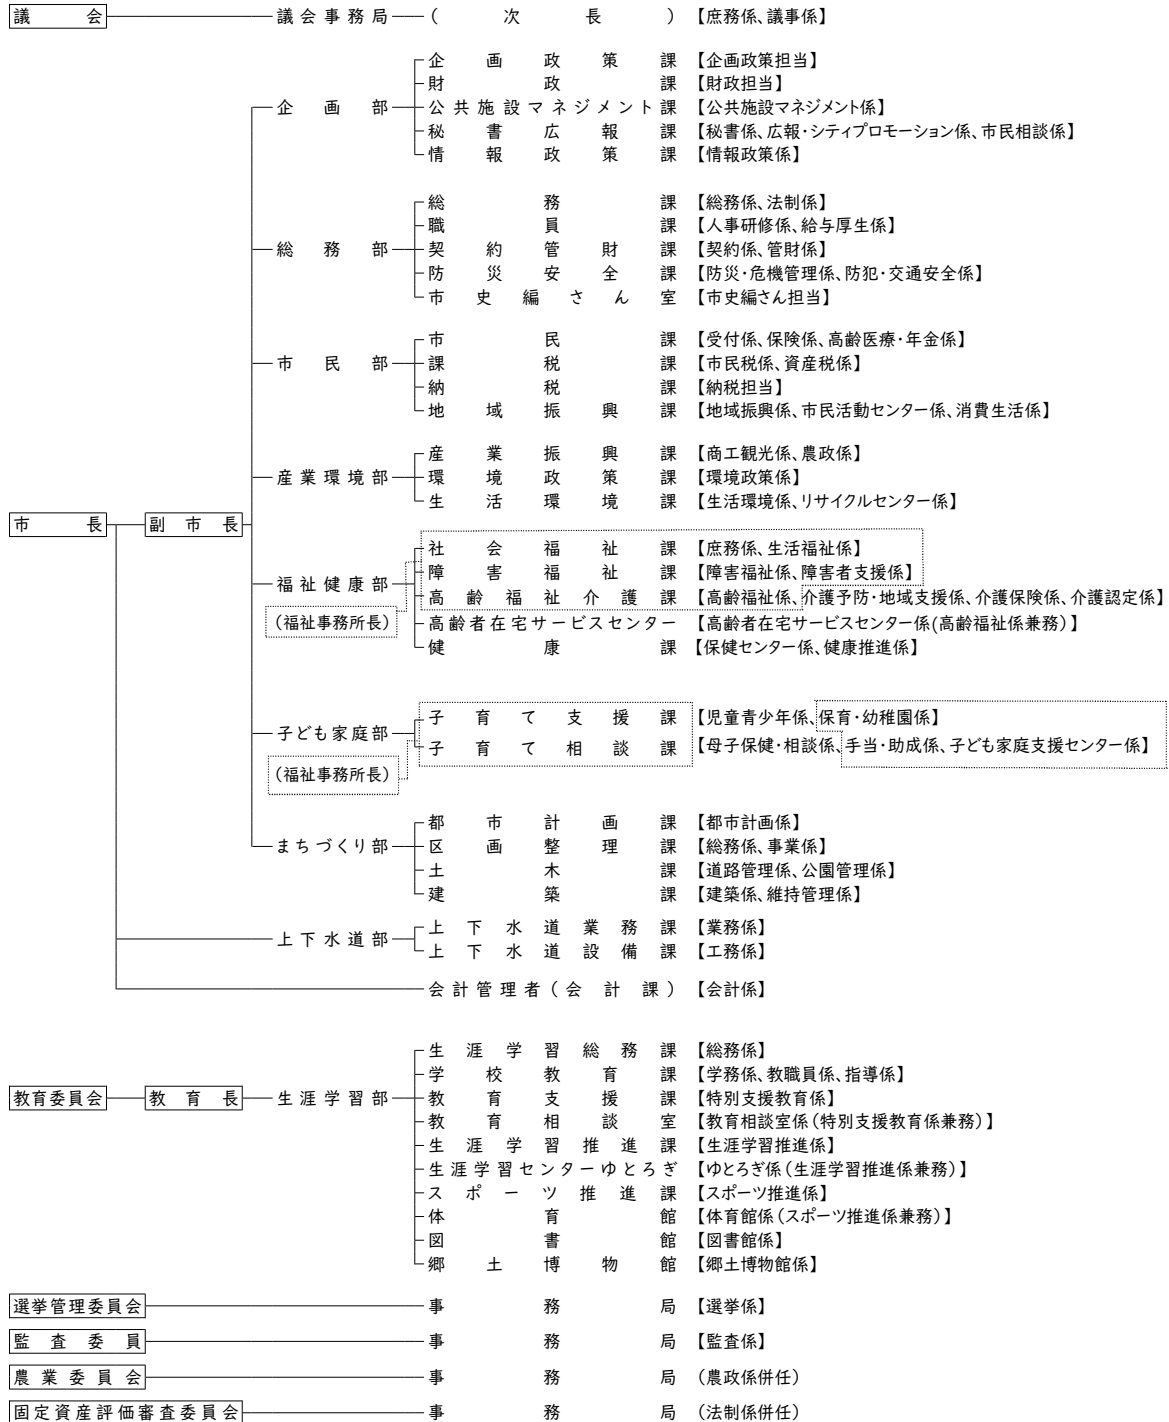 議会 議会事務局 (次長) 【庶務係、議事係】
企画政策課 【企画政策担当】
財政課 【財政担当】
企画部 公共施設マネジメント課 【公共施設マネジメント係】
秘書広報課 【秘書係、広報・シティプロモーション係、市民相談係】
情報政策課 【情報政策係】
総務課 【総務係、法制係】
職員課 【人事研修係、給与厚生係】
総務部 契約管財課 【契約係、管財係】
防災安全課 【防災・危機管理係、防犯・交通安全係】
市史編さん室 【市史編さん担当】
市民課 【受付係、保険係、高齢医療・年金係】
市民部 課税課 【市民税係、資産税係】
納税課 【納税担当】
地域振興課 【地域振興係、市民活動センター係、消費生活係】
産業振興課 【商工観光係、農政係】
産業環境部 環境政策課 【環境政策係】
生活環境課 【生活環境係、リサイクルセンター係】
市長 副市長
社会福祉課 【庶務係、生活福祉係】
障害福祉課 【障害福祉係、障害者支援係】
福祉健康部
高齢福祉介護課 【高齢福祉係、介護予防・地域支援係、介護保険係、介護認定係】
(福祉事務所長) 高齢者在宅サービスセンター 【高齢者在宅サービスセンター係(高齢福祉係兼務)】
健康課 【保健センター係、健康推進係】
子育て支援課 【児童青少年係、保育・幼稚園係】
子ども家庭部
子育て相談課 【母子保健・相談係、手当・助成係、子ども家庭支援センター係】
(福祉事務所長)
都市計画課 【都市計画係】
まちづくり部 区画整理課 【総務係、事業係】
土木課 【道路管理係、公園管理係】
建築課 【建築係、維持管理係】
上下水道業務課 【業務係】
上下水道部
上下水道設備課 【工務係】
会計管理者(会計課) 【会計係】
生涯学習総務課 【総務係】
学校教育課 【学務係、教職員係、指導係】
教育委員会 教育長 生涯学習部 教育支援課 【特別支援教育係】
教育相談室 【教育相談室係(特別支援教育係兼務)】
生涯学習推進課 【生涯学習推進係】
生涯学習センターゆとろぎ 【ゆとろぎ係(生涯学習推進係兼務)】
スポーツ推進課 【スポーツ推進係】
体育館 【体育館係(スポーツ推進係兼務)】
図書館 【図書館係】
郷土博物館 【郷土博物館係】
選挙管理委員会 事務局 【選挙係】
監査委員 事務局 【監査係】
農業委員会 事務局 (農政係併任)
固定資産評価審査委員会 事務局 (法制係併任)